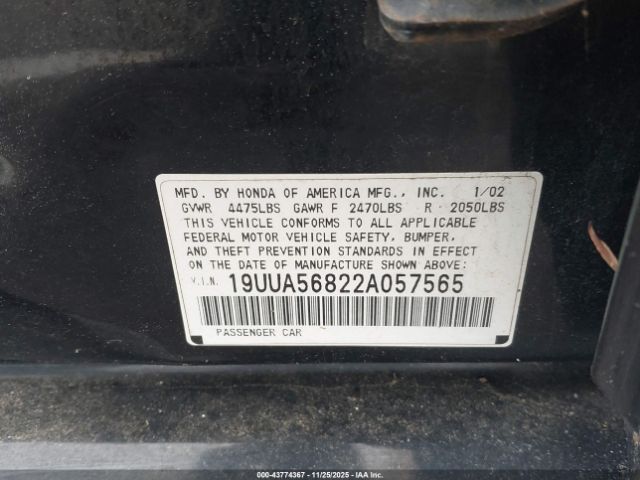 MFD. BY HONDA OF AMERICA MFG., INC. 1/02
GVWR 4475LBS GAWR F 2470LBS R 2050LBS
THIS VEHICLE CONFORMS TO ALL APPLICABLE
FEDERAL MOTOR VEHICLE SAFETY, BUMPER,
AND THEFT PREVENTION STANDARDS IN EFFECT
ON THE DATE OF MANUFACTURE SHOWN ABOVE:
V.I.N. 19UUA56822A057565
PASSENGER CAR
<00-43774367 - 11/25/2025 - IAA Inc.